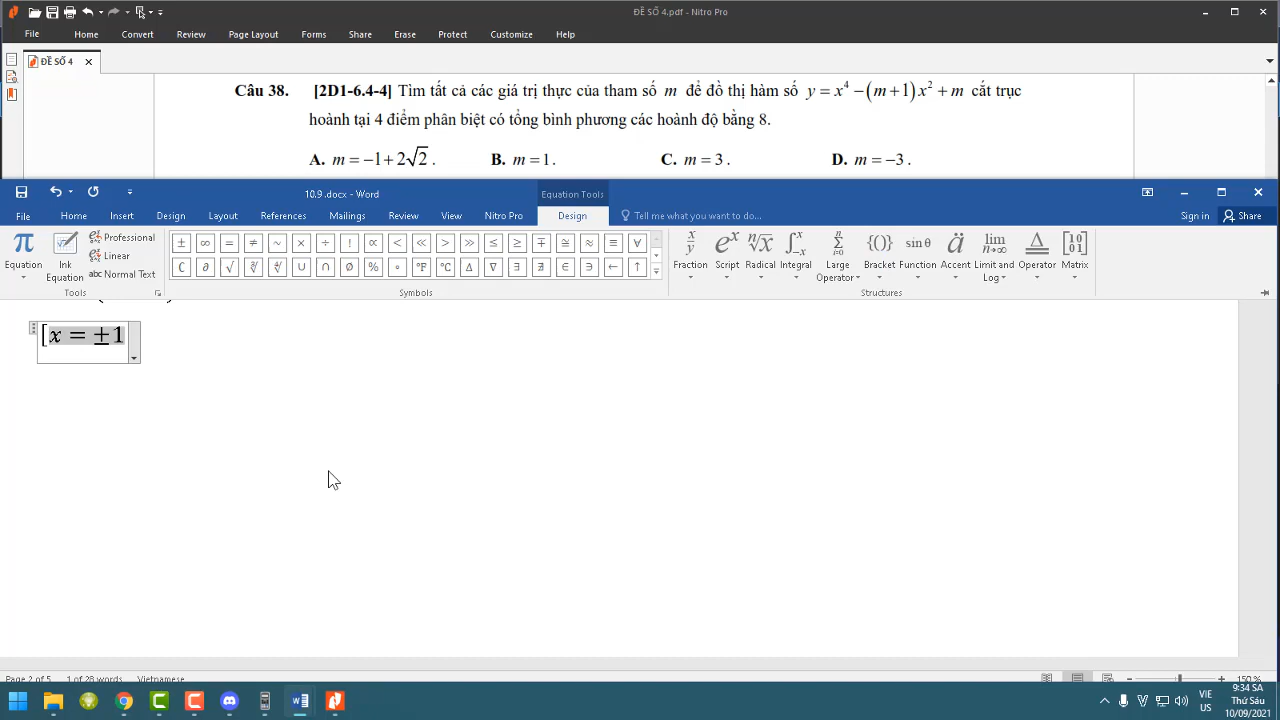 ĐỀ SỐ 4.pdf - Nitro Pro
File Home Convert Review Page Layout Forms Share Erase Protect Customize Help
ĐỀ SỐ 4
Câu 38. [2D1-6.4-4] Tìm tất cả các giá trị thực của tham số m để đồ thị hàm số y = x⁴ − (m + 1) x² + m cắt trục
hoành tại 4 điểm phân biệt có tổng bình phương các hoành độ bằng 8.
A. m = −1 + 2√2 . B. m = 1 . C. m = 3 . D. m = −3 .
10.9 .docx - Word Equation Tools
File Home Insert Design Layout References Mailings Review View Nitro Pro Design Tell me what you want to do... Sign in Share
Equation Ink Equation Professional Linear abc Normal Text
± ∞ = ≠ ~ × ÷ ! ∝ < ≪ > ≫ ≤ ≥ ∓ ≅ ≈ ≡ ∀
∁ ∂ √ ∛ ∜ ∪ ∩ ∅ % ° °F °C ∆ ∇ ∃ ∄ ∈ ∋ ← ↑
Fraction Script Radical Integral Large Operator Bracket Function Accent Limit and Log Operator Matrix
Tools Symbols Structures
[x = ±1
Page 2 of 5 1 of 28 words Vietnamese 150 %
VIE
US
9:34 SA
Thứ Sáu
10/09/2021